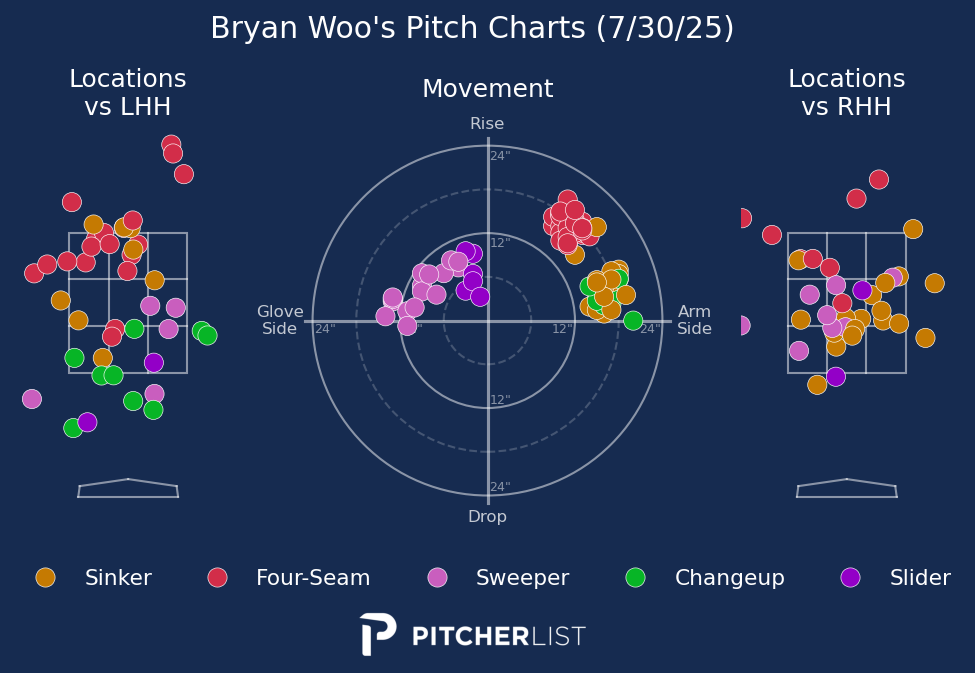 Bryan Woo's Pitch Charts (7/30/25)
Locations
vs LHH
Movement
Locations
vs RHH
Rise
24"
12"
Glove
Side
24"
12"
24"
Arm
Side
12"
24"
Drop
Sinker
Four-Seam
Sweeper
Changeup
Slider
PITCHERLIST